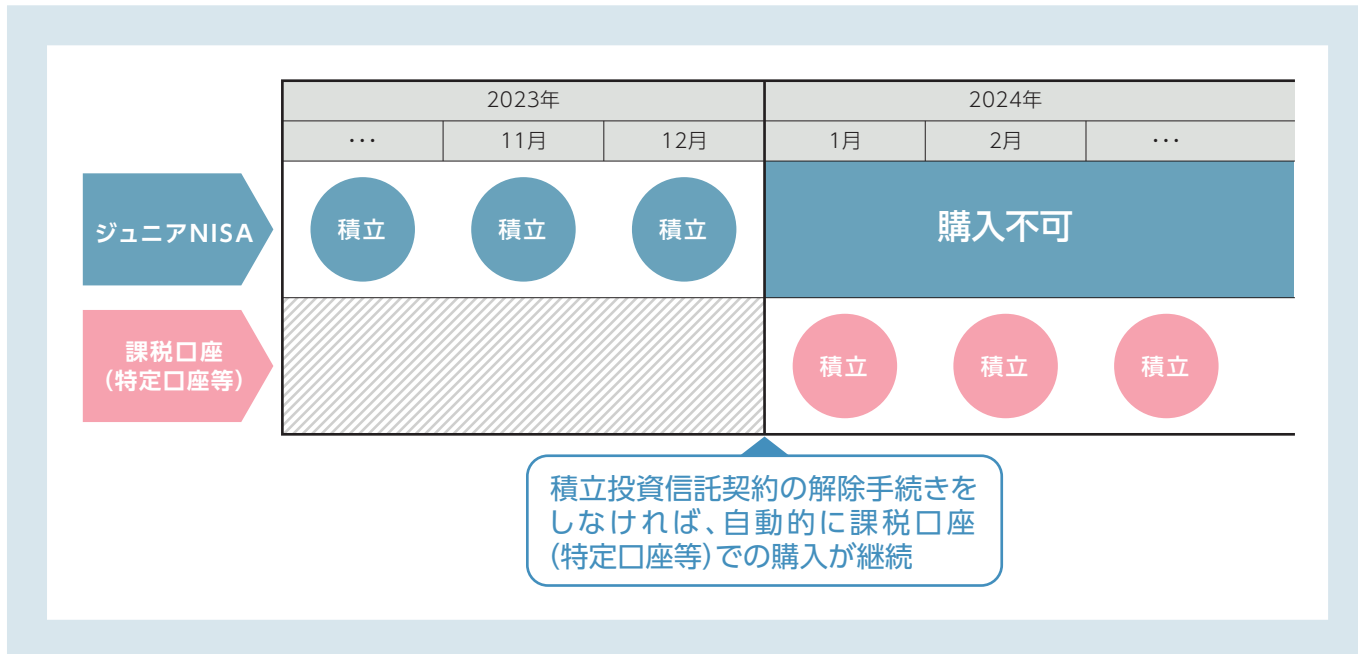 2023年
2024年
･･･
11月
12月
1月
2月
･･･
ジュニアNISA
積立
積立
積立
購入不可
課税口座
(特定口座等)
積立
積立
積立
積立投資信託契約の解除手続きを
しなければ、自動的に課税口座
(特定口座等)での購入が継続